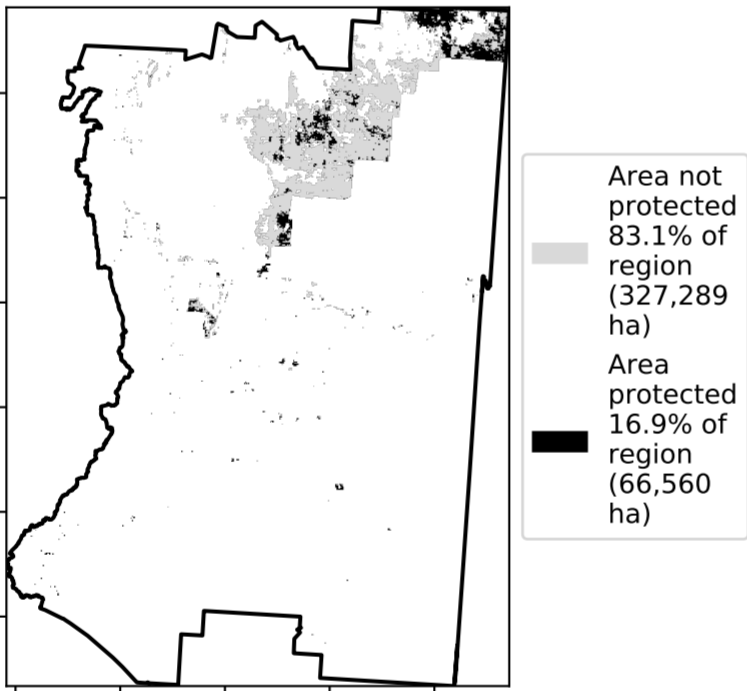 Area not
protected
83.1% of
region
(327,289
ha)
Area
protected
16.9% of
region
(66,560
ha)